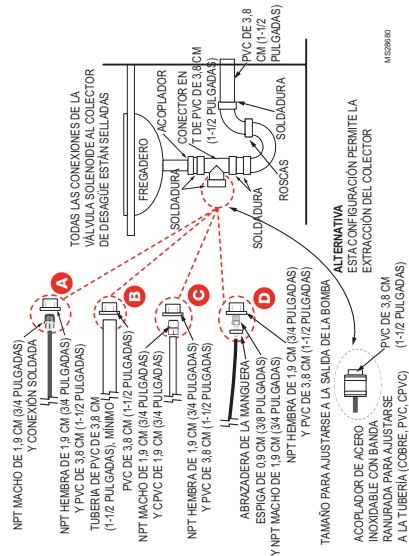 NPT MACHO DE 1,9 CM (3/4 PULGADAS)
Y CONEXIÓN SOLDADA
A
NPT HEMBRA DE 1,9 CM (3/4 PULGADAS)
Y PVC DE 3,8 CM (1-1/2 PULGADAS)
TUBERÍA DE PVC DE 3,8 CM
(1-1/2 PULGADAS), MÍNIMO
B
PVC DE 3,8 CM (1-1/2 PULGADAS)
NPT MACHO DE 1,9 CM (3/4 PULGADAS)
Y CPVC DE 1,9 CM (3/4 PULGADAS)
C
NPT HEMBRA DE 1,9 CM (3/4 PULGADAS)
Y PVC DE 3,8 CM (1-1/2 PULGADAS)
ABRAZADERA DE LA MANGUERA
ESPIGA DE 0,9 CM (3/8 PULGADAS)
Y NPT MACHO DE 1,9 CM (3/4 PULGADAS)
D
NPT HEMBRA DE 1,9 CM (3/4 PULGADAS)
Y PVC DE 3,8 CM (1-1/2 PULGADAS)
TAMAÑO PARA AJUSTARSE A LA SALIDA DE LA BOMBA
ACOPLADOR DE ACERO
INOXIDABLE CON BANDA
RANURADA PARA AJUSTARSE
A LA TUBERÍA (COBRE, PVC, CPVC)
PVC DE 3,8 CM
(1-1/2 PULGADAS)
ALTERNATIVA
ESTA CONFIGURACIÓN PERMITE LA
EXTRACCIÓN DEL COLECTOR
TODAS LAS CONEXIONES DE LA
VÁLVULA SOLENOIDE AL COLECTOR
DE DESAGÜE ESTÁN SELLADAS
FREGADERO
ACOPLADOR
CONECTOR EN
T DE PVC DE 3,8 CM
(1-1/2 PULGADAS)
SOLDADURA
SOLDADURA
ROSCAS
SOLDADURA
PVC DE 3,8
CM (1-1/2
PULGADAS)
MS28680